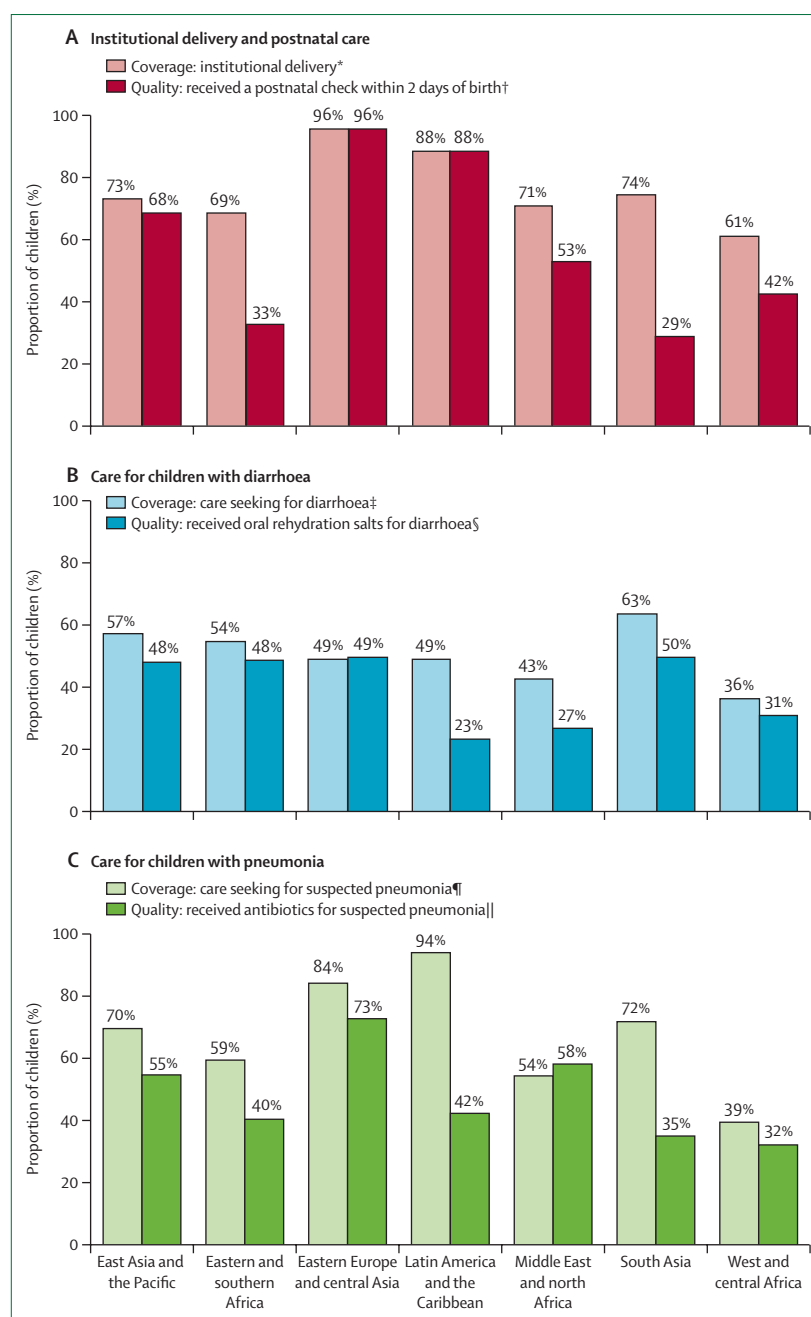 A Institutional delivery and postnatal care
Coverage: institutional delivery*
Quality: received a postnatal check within 2 days of birth†
Proportion of children (%)
100
80
60
40
20
0
73%
68%
69%
33%
96%
96%
88%
88%
71%
53%
74%
29%
61%
42%
B Care for children with diarrhoea
Coverage: care seeking for diarrhoea‡
Quality: received oral rehydration salts for diarrhoea§
Proportion of children (%)
100
80
60
40
20
0
57%
48%
54%
48%
49%
49%
49%
23%
43%
27%
63%
50%
36%
31%
C Care for children with pneumonia
Coverage: care seeking for suspected pneumonia¶
Quality: received antibiotics for suspected pneumonia||
Proportion of children (%)
100
80
60
40
20
0
70%
55%
59%
40%
84%
73%
94%
42%
54%
58%
72%
35%
39%
32%
East Asia and
the Pacific
Eastern and
southern
Africa
Eastern Europe
and central Asia
Latin America
and the
Caribbean
Middle East
and north
Africa
South Asia
West and
central Africa